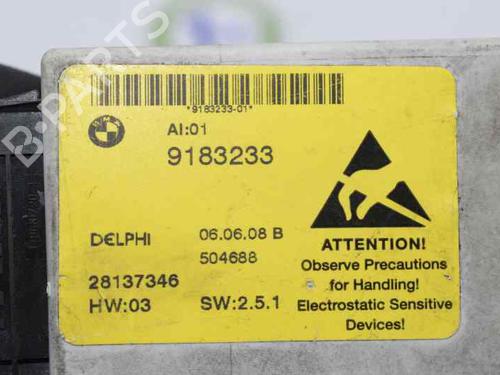 *9183233-01*
BMW
AI:01
9183233
DELPHI
06.06.08 B
504688
28137346
HW:03
SW:2.5.1
ATTENTION!
Observe Precautions
for Handling!
Electrostatic Sensitive
Devices!